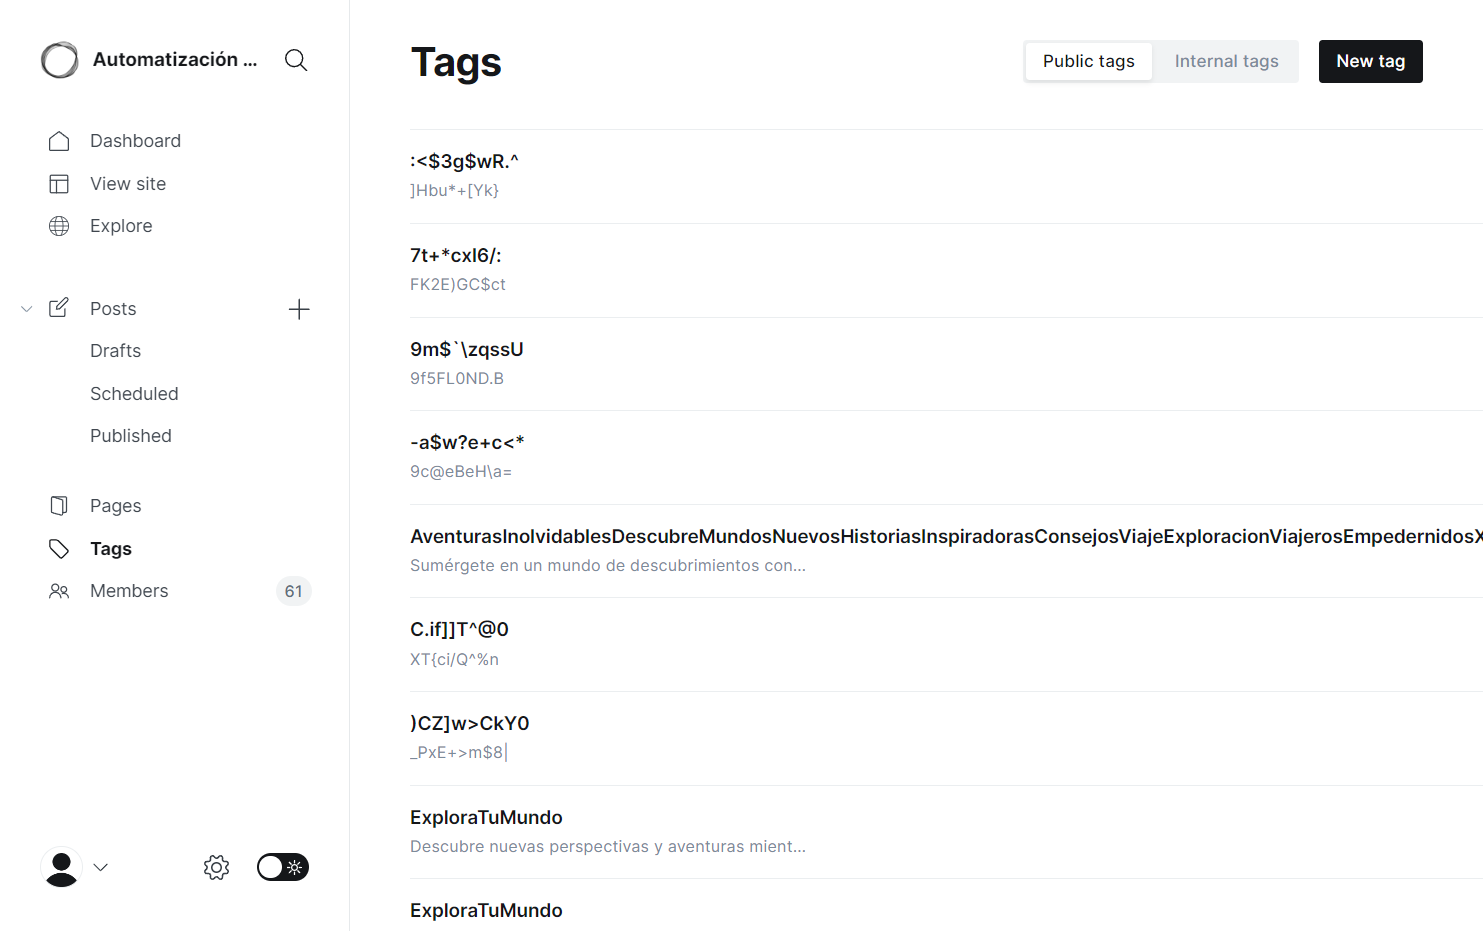 Automatización ...
Dashboard
View site
Explore
Posts
Drafts
Scheduled
Published
Pages
Tags
Members
61
Tags
Public tags
Internal tags
New tag
:<$3g$wR.^
]Hbu*+[Yk}
7t+*cxI6/:
FK2E)GC$ct
9m$`\zqssU
9f5FL0ND.B
-a$w?e+c<*
9c@eBeH\a=
AventurasInolvidablesDescubreMundosNuevosHistoriasInspiradorasConsejosViajeExploracionViajerosEmpedernidosX
Sumérgete en un mundo de descubrimientos con...
C.if]]T^@0
XT{ci/Q^%n
)CZ]w>CkY0
_PxE+>m$8|
ExploraTuMundo
Descubre nuevas perspectivas y aventuras mient...
ExploraTuMundo